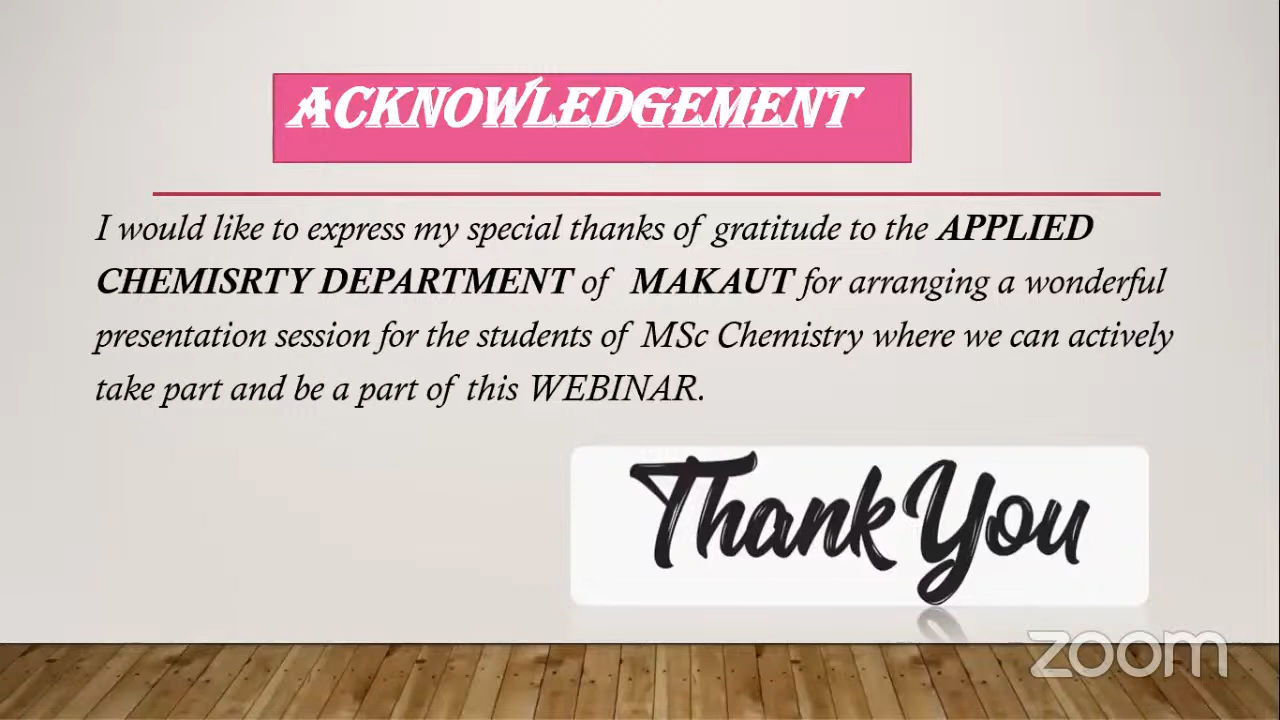 ACKNOWLEDGEMENT
I would like to express my special thanks of gratitude to the APPLIED
CHEMISRTY DEPARTMENT of MAKAUT for arranging a wonderful
presentation session for the students of MSc Chemistry where we can actively
take part and be a part of this WEBINAR.
Thank You
zoom